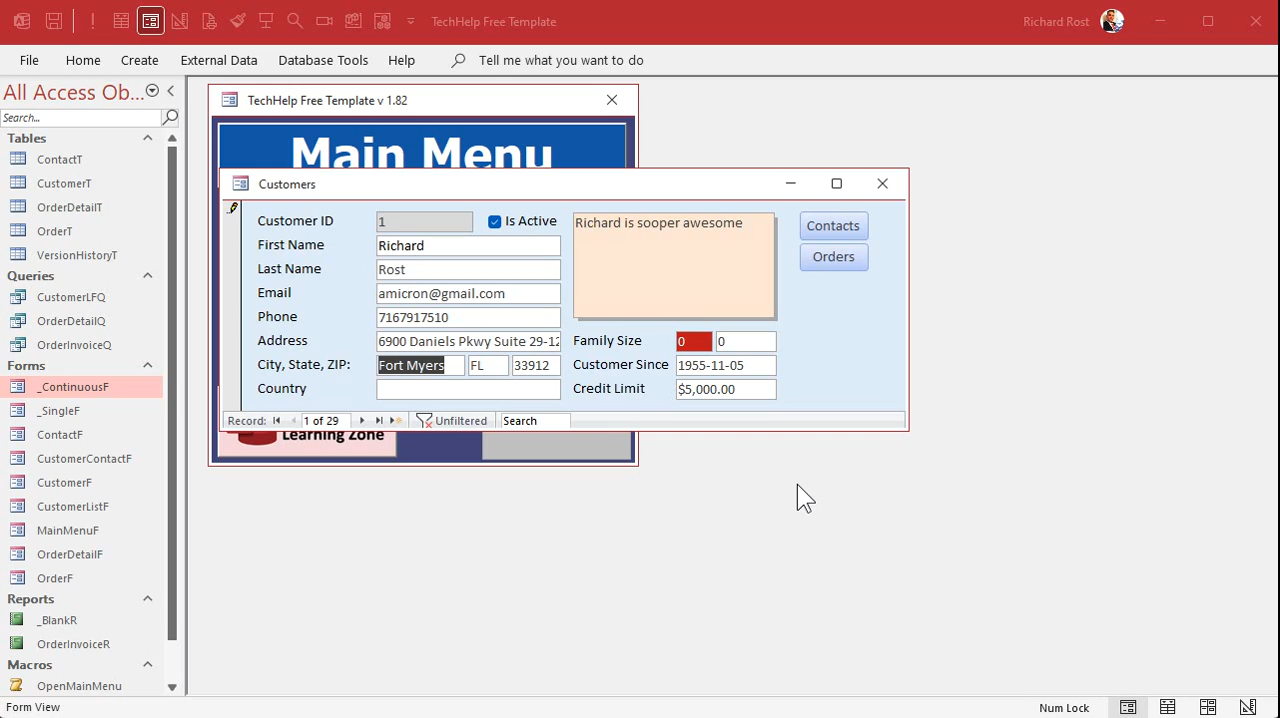 TechHelp Free Template
Richard Rost
File
Home
Create
External Data
Database Tools
Help
Tell me what you want to do
All Access Ob...
Search...
Tables
ContactT
CustomerT
OrderDetailT
OrderT
VersionHistoryT
Queries
CustomerLFQ
OrderDetailQ
OrderInvoiceQ
Forms
_ContinuousF
_SingleF
ContactF
CustomerContactF
CustomerF
CustomerListF
MainMenuF
OrderDetailF
OrderF
Reports
_BlankR
OrderInvoiceR
Macros
OpenMainMenu
TechHelp Free Template v 1.82
Main Menu
Customers
Customer ID 1 Is Active
First Name Richard
Last Name Rost
Email amicron@gmail.com
Phone 7167917510
Address 6900 Daniels Pkwy Suite 29-12
City, State, ZIP: Fort Myers FL 33912
Country
Richard is sooper awesome
Family Size 0 0
Customer Since 1955-11-05
Credit Limit $5,000.00
Contacts
Orders
Record: 1 of 29 Unfiltered Search
Learning Zone
Form View
Num Lock